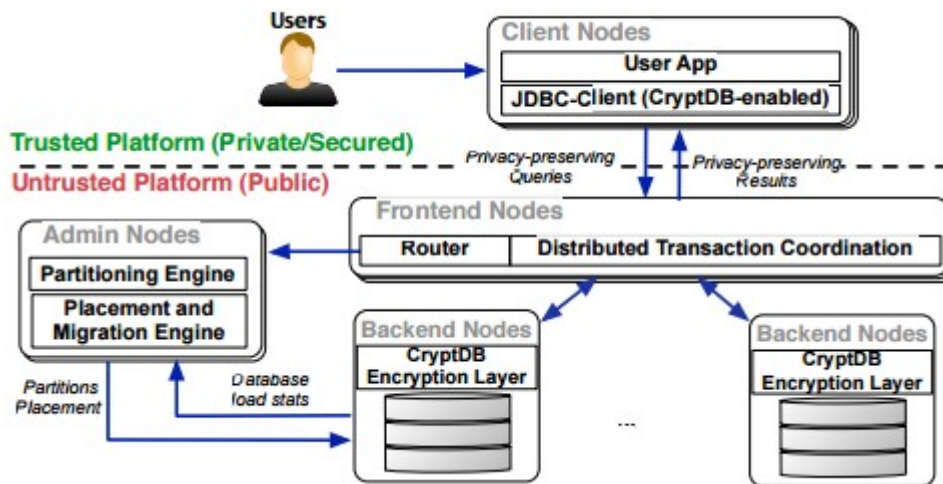 Users
Client Nodes
User App
JDBC-Client (CryptDB-enabled)
Trusted Platform (Private/Secured)
Untrusted Platform (Public)
Privacy-preserving
Queries
Privacy-preserving
Results
Frontend Nodes
Router
Distributed Transaction Coordination
Admin Nodes
Partitioning Engine
Placement and
Migration Engine
Partitions
Placement
Database
load stats
Backend Nodes
CryptDB
Encryption Layer
...
Backend Nodes
CryptDB
Encryption Layer